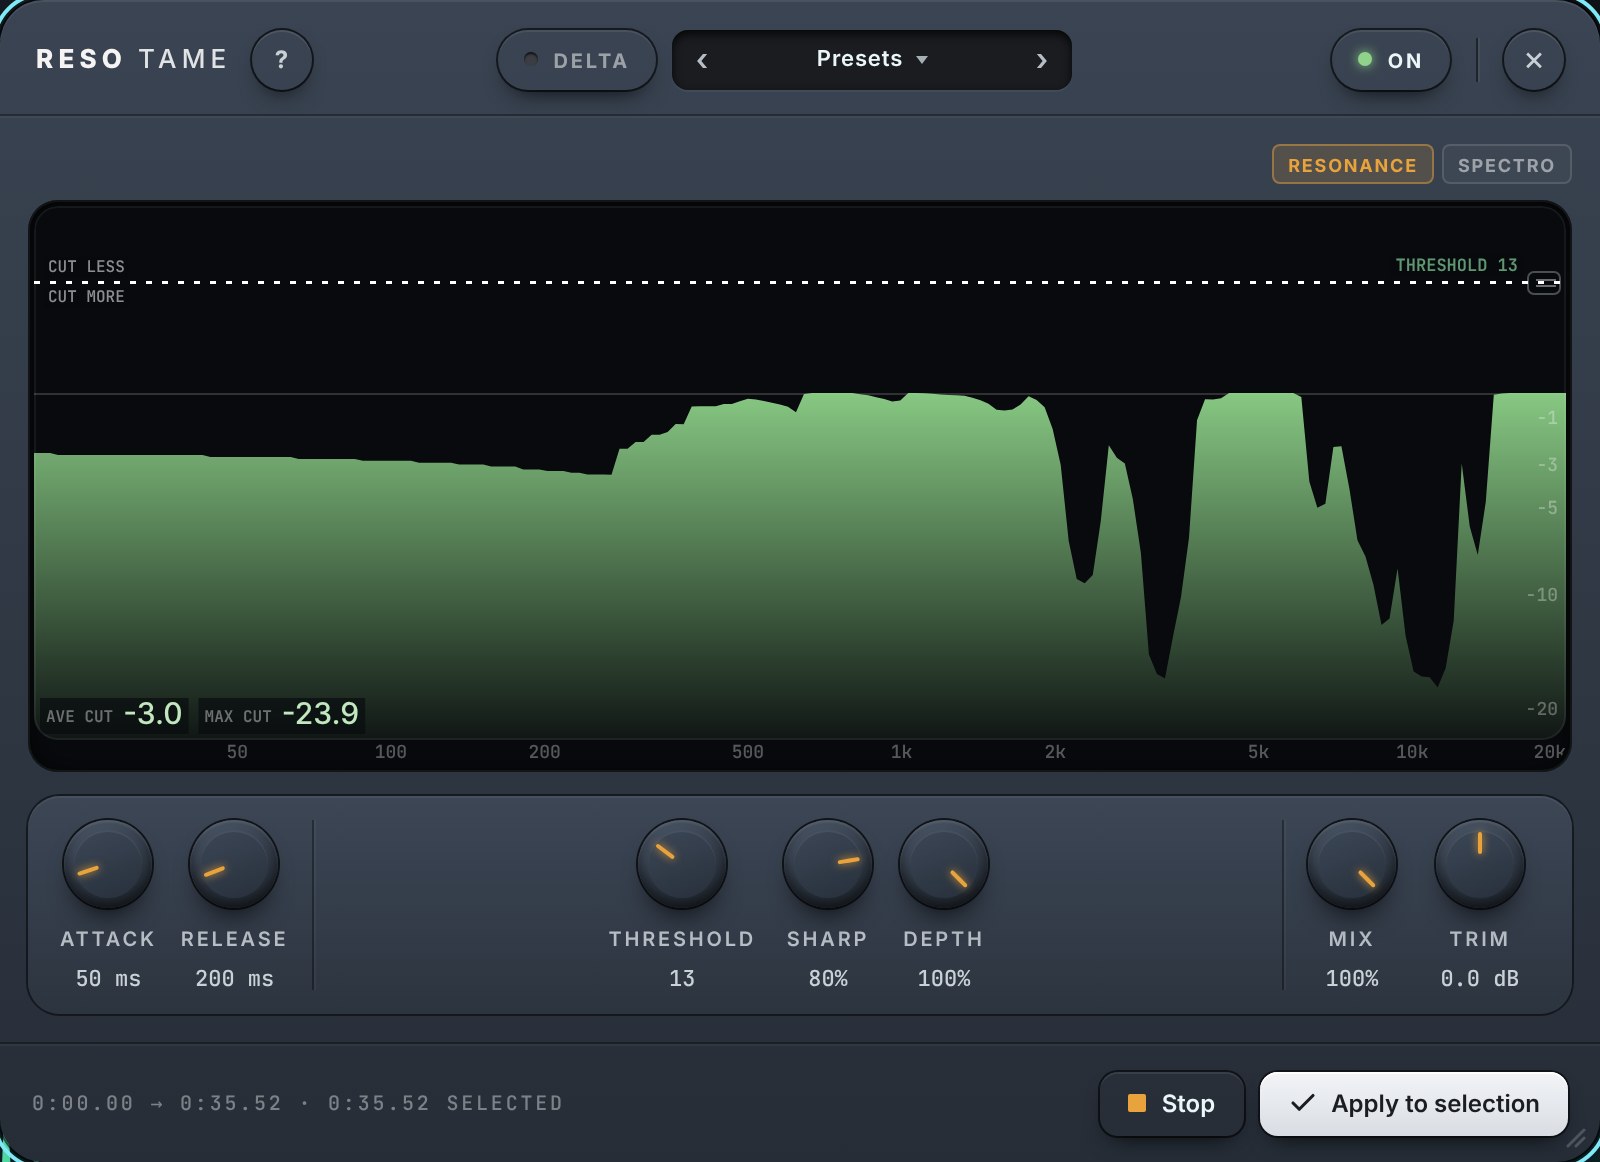 RESO TAME ? DELTA ‹ Presets › ON
RESONANCE SPECTRO
CUT LESS
THRESHOLD 13
CUT MORE
-1
-3
-5
-10
-20
AVE CUT -3.0 MAX CUT -23.9
50 100 200 500 1k 2k 5k 10k 20k
ATTACK RELEASE THRESHOLD SHARP DEPTH MIX TRIM
50 ms 200 ms 13 80% 100% 100% 0.0 dB
0:00.00 → 0:35.52 · 0:35.52 SELECTED
Stop Apply to selection